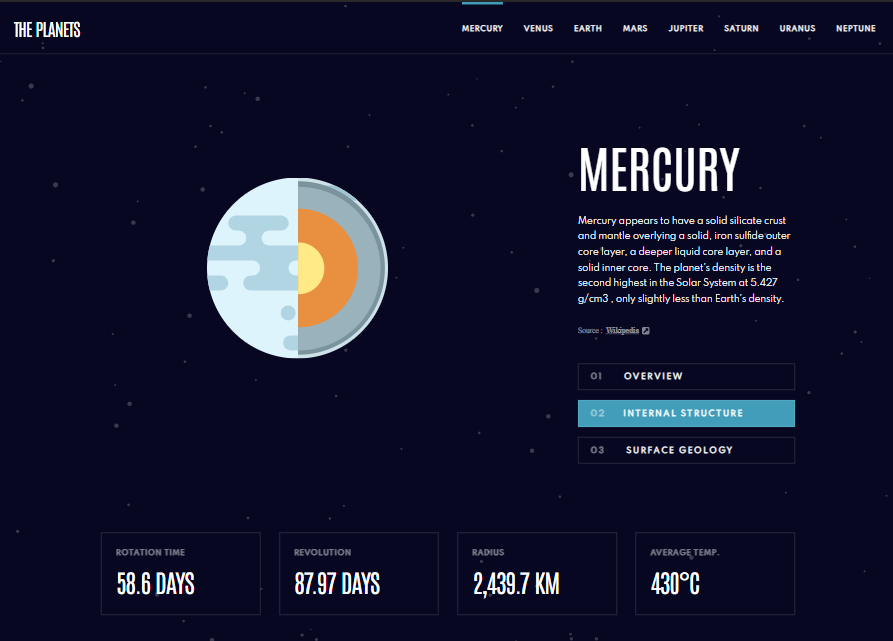 THE PLANETS
MERCURY VENUS EARTH MARS JUPITER SATURN URANUS NEPTUNE
MERCURY
Mercury appears to have a solid silicate crust
and mantle overlying a solid, iron sulfide outer
core layer, a deeper liquid core layer, and a
solid inner core. The planet's density is the
second highest in the Solar System at 5.427
g/cm3 , only slightly less than Earth's density.
Source : Wikipedia
01 OVERVIEW
02 INTERNAL STRUCTURE
03 SURFACE GEOLOGY
ROTATION TIME
58.6 DAYS
REVOLUTION
87.97 DAYS
RADIUS
2,439.7 KM
AVERAGE TEMP.
430°C